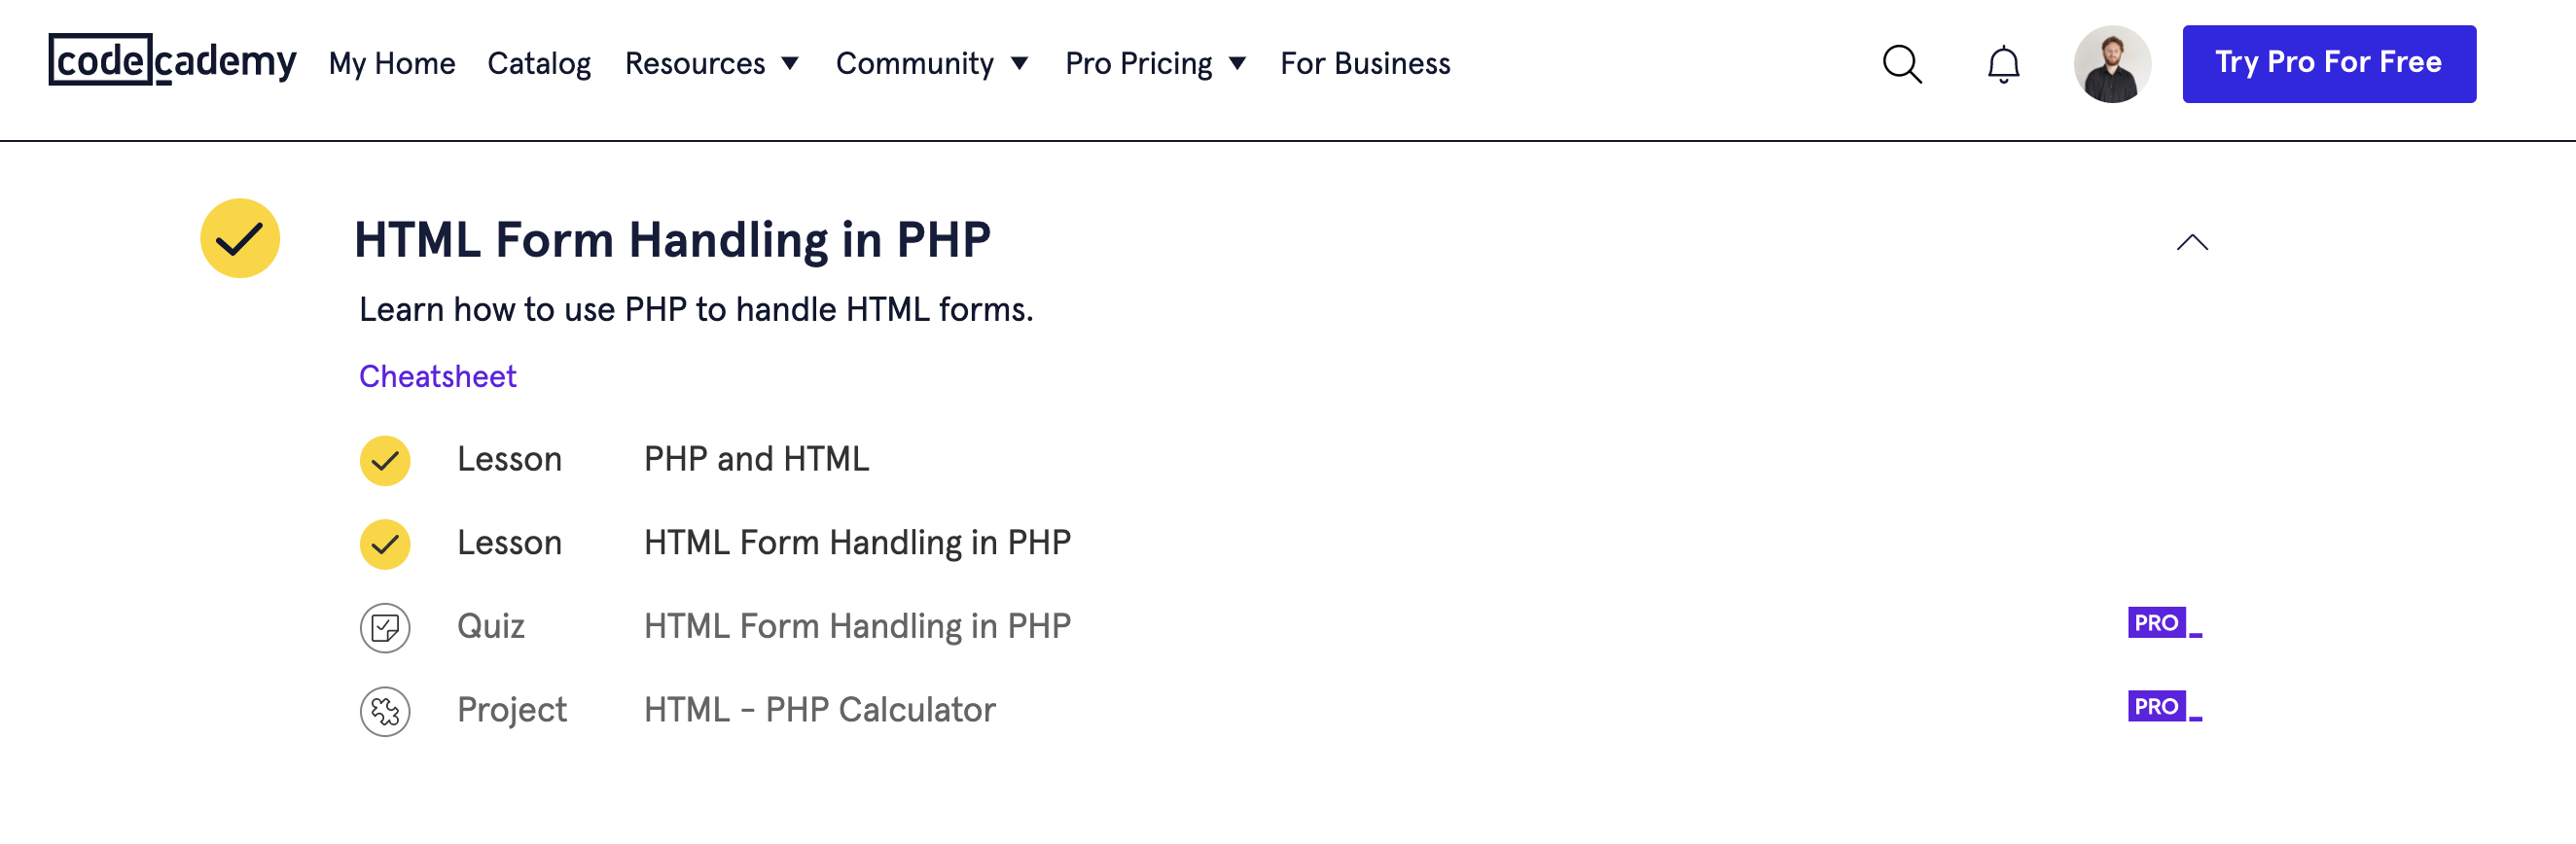 codecademy My Home Catalog Resources Community Pro Pricing For Business Try Pro For Free
HTML Form Handling in PHP
Learn how to use PHP to handle HTML forms.
Cheatsheet
Lesson PHP and HTML
Lesson HTML Form Handling in PHP
Quiz HTML Form Handling in PHP PRO
Project HTML - PHP Calculator PRO